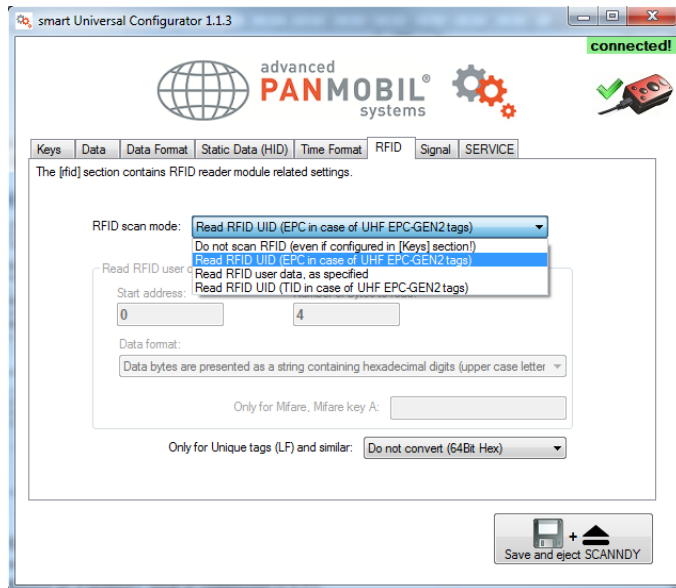 smart Universal Configurator 1.1.3
connected!
advanced
PANMOBIL®
systems
Keys Data Data Format Static Data (HID) Time Format RFID Signal SERVICE
The [rfid] section contains RFID reader module related settings.
RFID scan mode: Read RFID UID (EPC in case of UHF EPC-GEN2 tags)
Do not scan RFID (even if configured in [Keys] section!)
Read RFID UID (EPC in case of UHF EPC-GEN2 tags)
Read RFID user data, as specified
Read RFID UID (TID in case of UHF EPC-GEN2 tags)
Read RFID user
Start address:
0 4
Data format:
Data bytes are presented as a string containing hexadecimal digits (upper case letter
Only for Mifare, Mifare key A:
Only for Unique tags (LF) and similar: Do not convert (64Bit Hex)
+
Save and eject SCANNDY